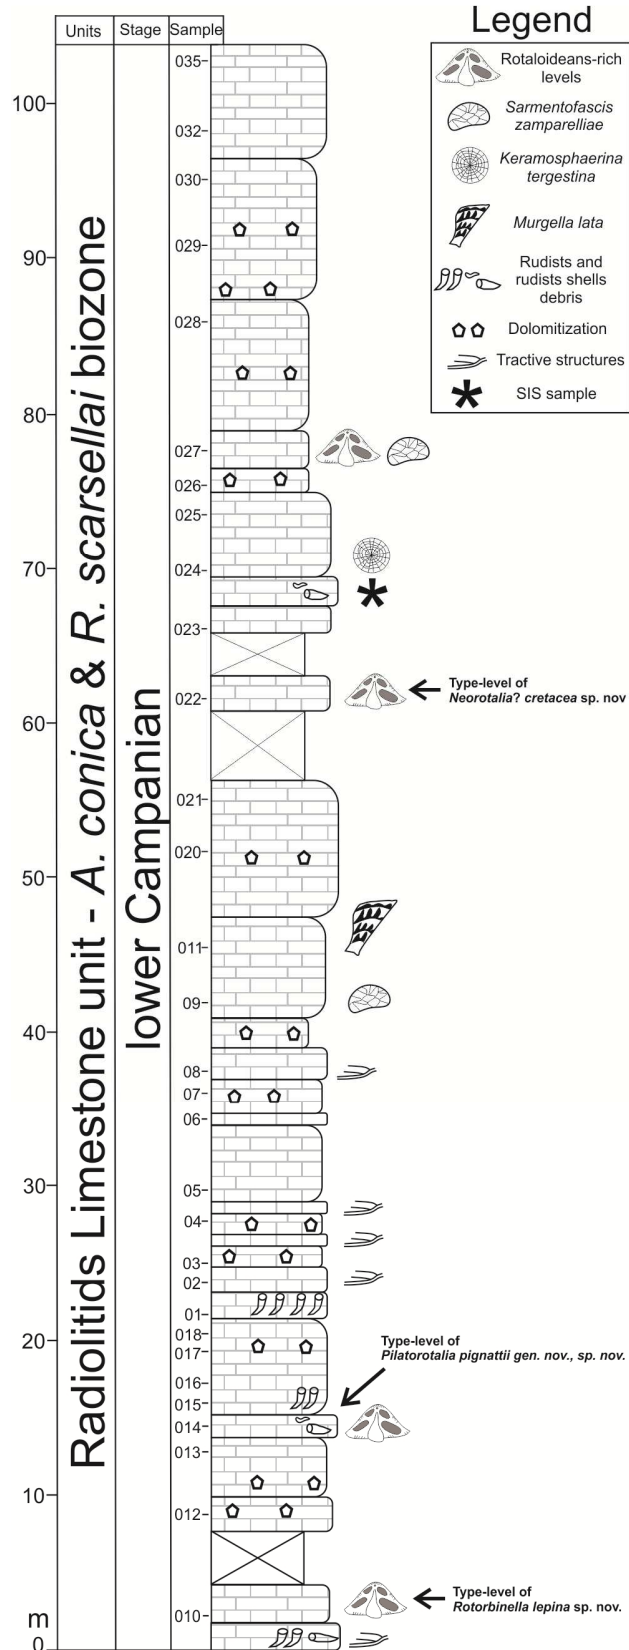 Legend
Units Stage Sample
Rotaloideans-rich
levels
Sarmentofascis
zamparelliae
Keramosphaerina
tergestina
Murgella lata
Rudists and
rudists shells
debris
Dolomitization
Tractive structures
SIS sample
Radiolitids Limestone unit - A. conica & R. scarsellai biozone
lower Campanian
035
100
032
030
90
029
028
80
027
026
025
70
024
023
Type-level of
Neorotalia? cretacea sp. nov
022
60
021
020
50
011
09
40
08
07
06
30
05
04
03
02
01
20
018
017
Type-level of
Pilatorotalia pignattii gen. nov., sp. nov.
016
015
014
013
10
012
Type-level of
Rotorbinella lepina sp. nov.
010
m
0